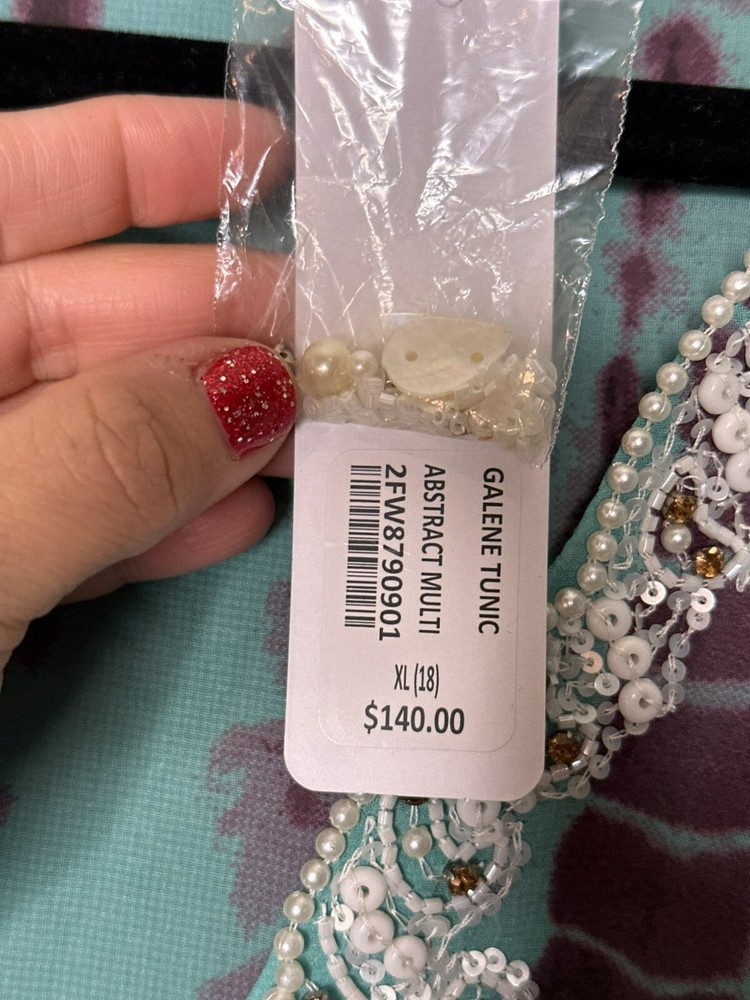 GALENE TUNIC
ABSTRACT MULTI
2FW8790901
XL (18)
$140.00